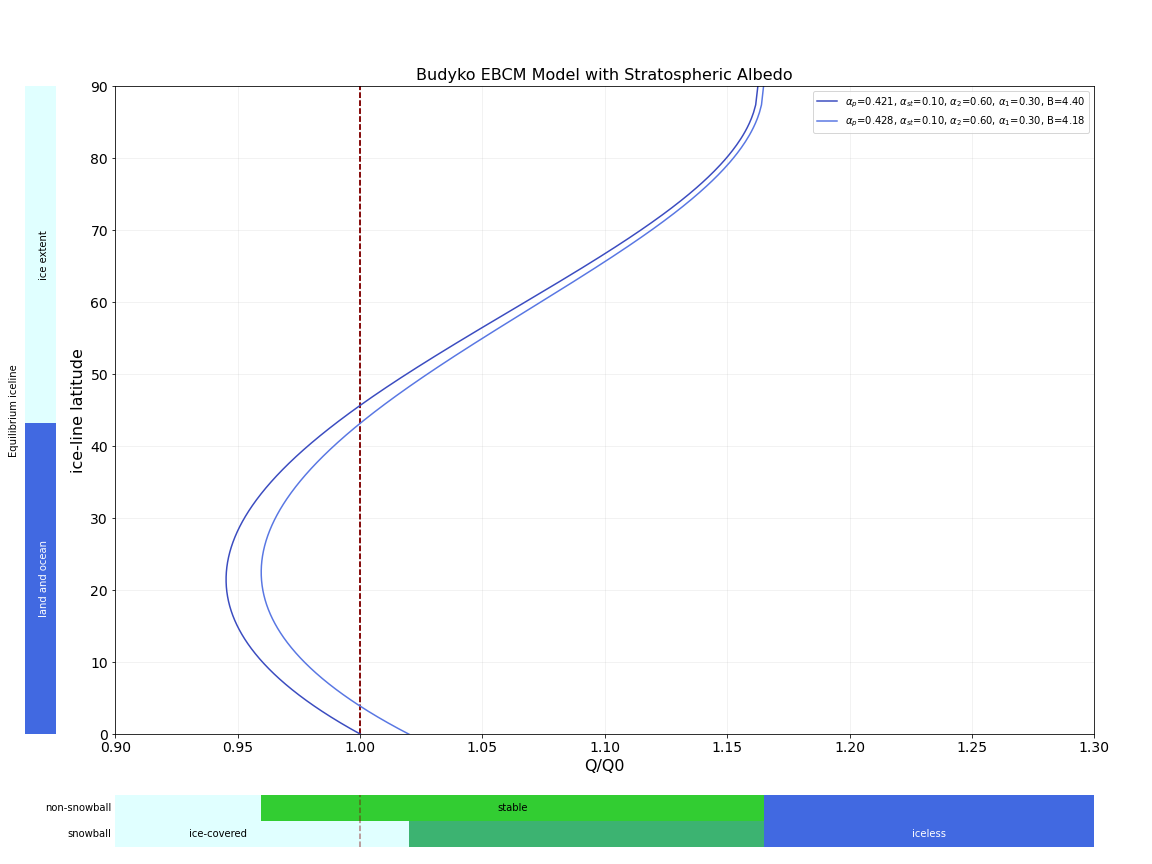 Budyko EBCM Model with Stratospheric Albedo
αp=0.421, αst=0.10, α2=0.60, α1=0.30, B=4.40
αp=0.428, αst=0.10, α2=0.60, α1=0.30, B=4.18
90
80
70
60
50
40
30
20
10
0
ice-line latitude
Equilibrium iceline
ice extent
land and ocean
0.90 0.95 1.00 1.05 1.10 1.15 1.20 1.25 1.30
Q/Q0
non-snowball stable
snowball ice-covered iceless